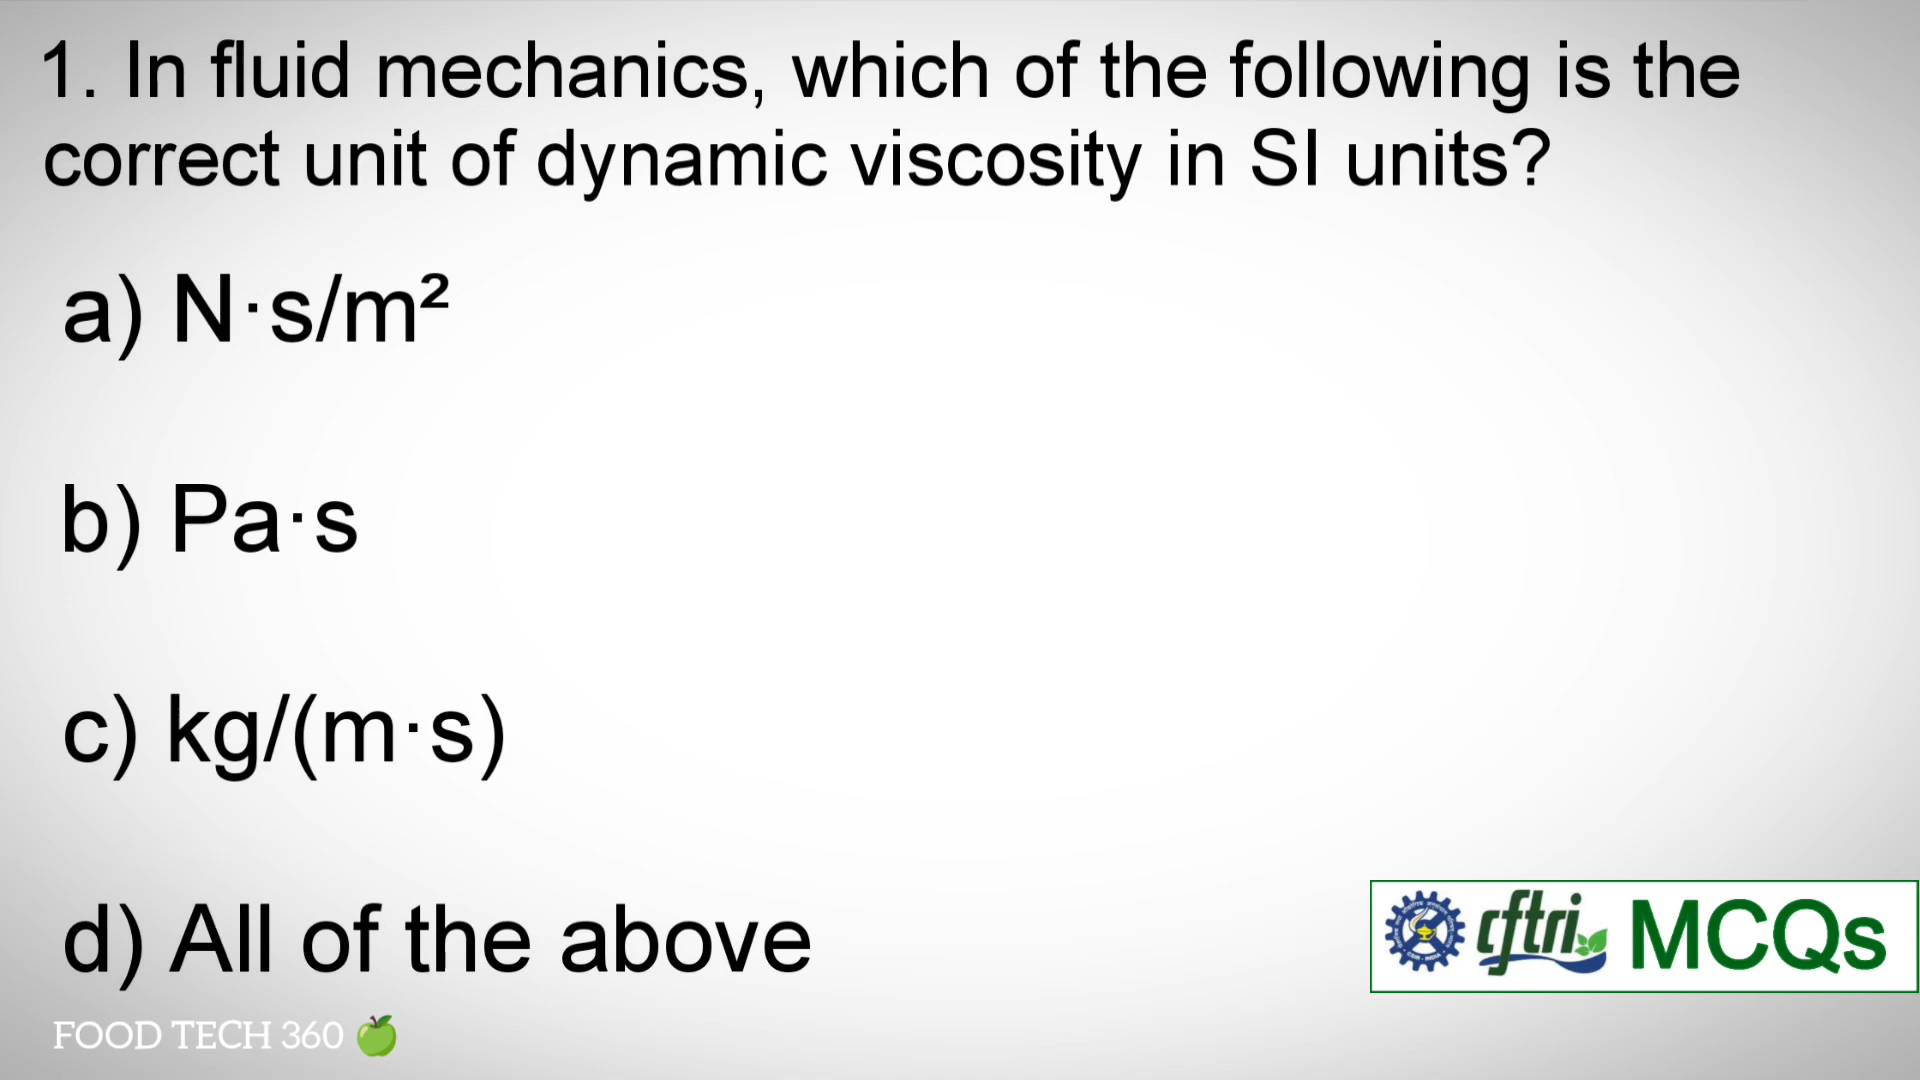 1. In fluid mechanics, which of the following is the
correct unit of dynamic viscosity in SI units?
a) N·s/m²
b) Pa·s
c) kg/(m·s)
d) All of the above
cftri MCQs
FOOD TECH 360